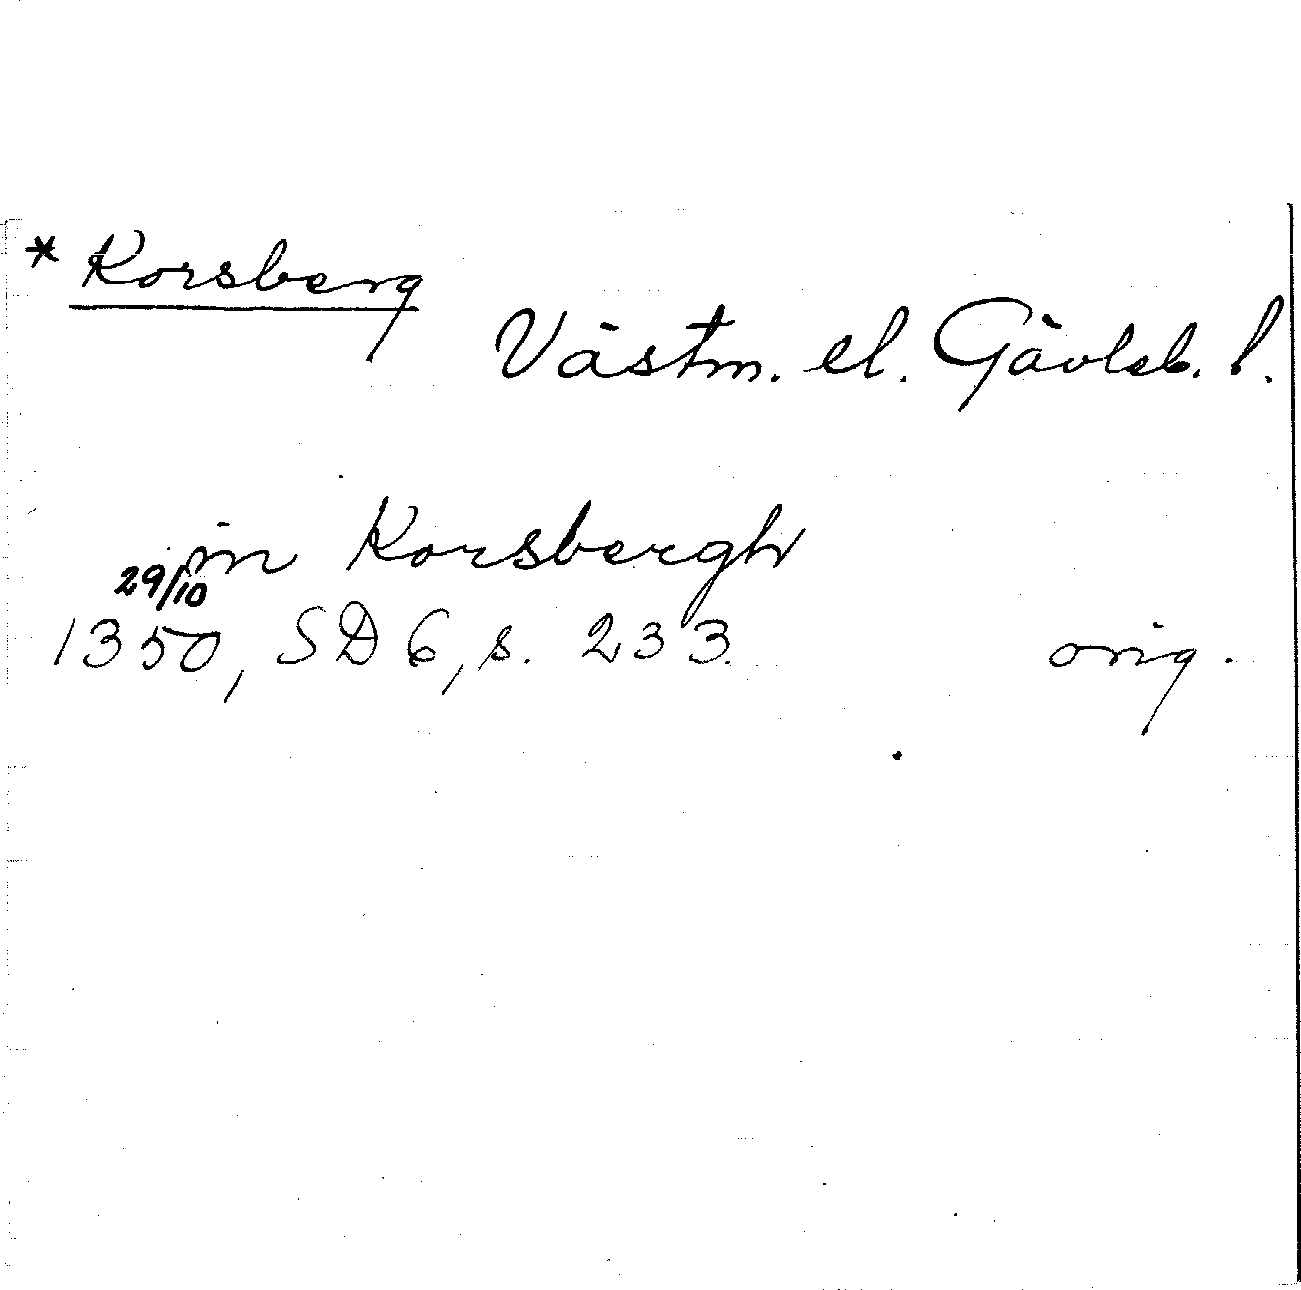 * Korsberg
Västm. el. Gävleb. l.
in Korsbergh
29/10
1350, SD 6, s. 233. orig.